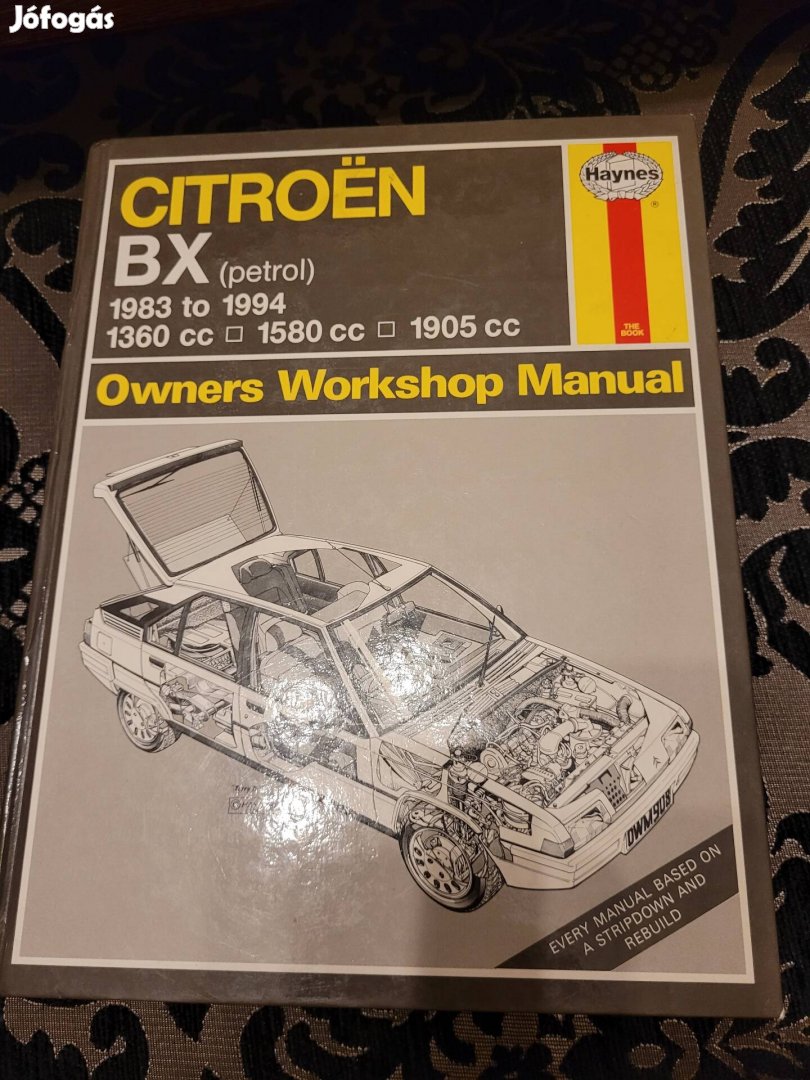 Jófogás
CITROËN
BX (petrol)
1983 to 1994
1360 cc □ 1580 cc □ 1905 cc
Haynes
®
THE
BOOK
Owners Workshop Manual
EVERY MANUAL BASED ON
A STRIPDOWN AND
REBUILD